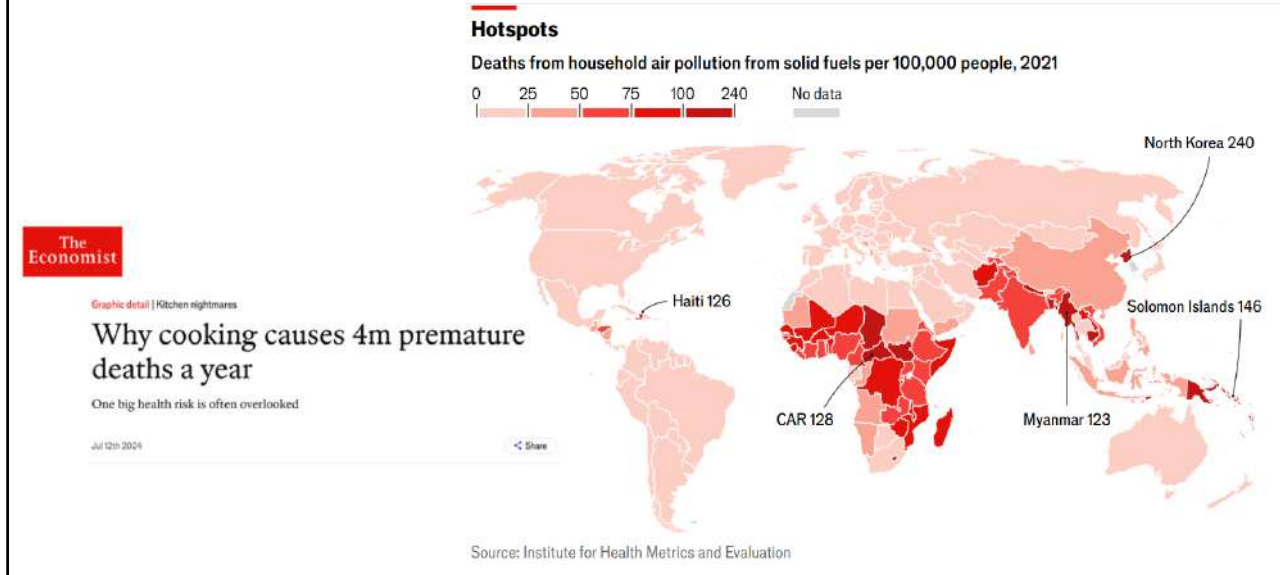 The
Economist
Graphic detail | Kitchen nightmares
Why cooking causes 4m premature
deaths a year
One big health risk is often overlooked
Jul 12th 2024
Share
Hotspots
Deaths from household air pollution from solid fuels per 100,000 people, 2021
0 25 50 75 100 240 No data
North Korea 240
Haiti 126
Solomon Islands 146
CAR 128
Myanmar 123
Source: Institute for Health Metrics and Evaluation